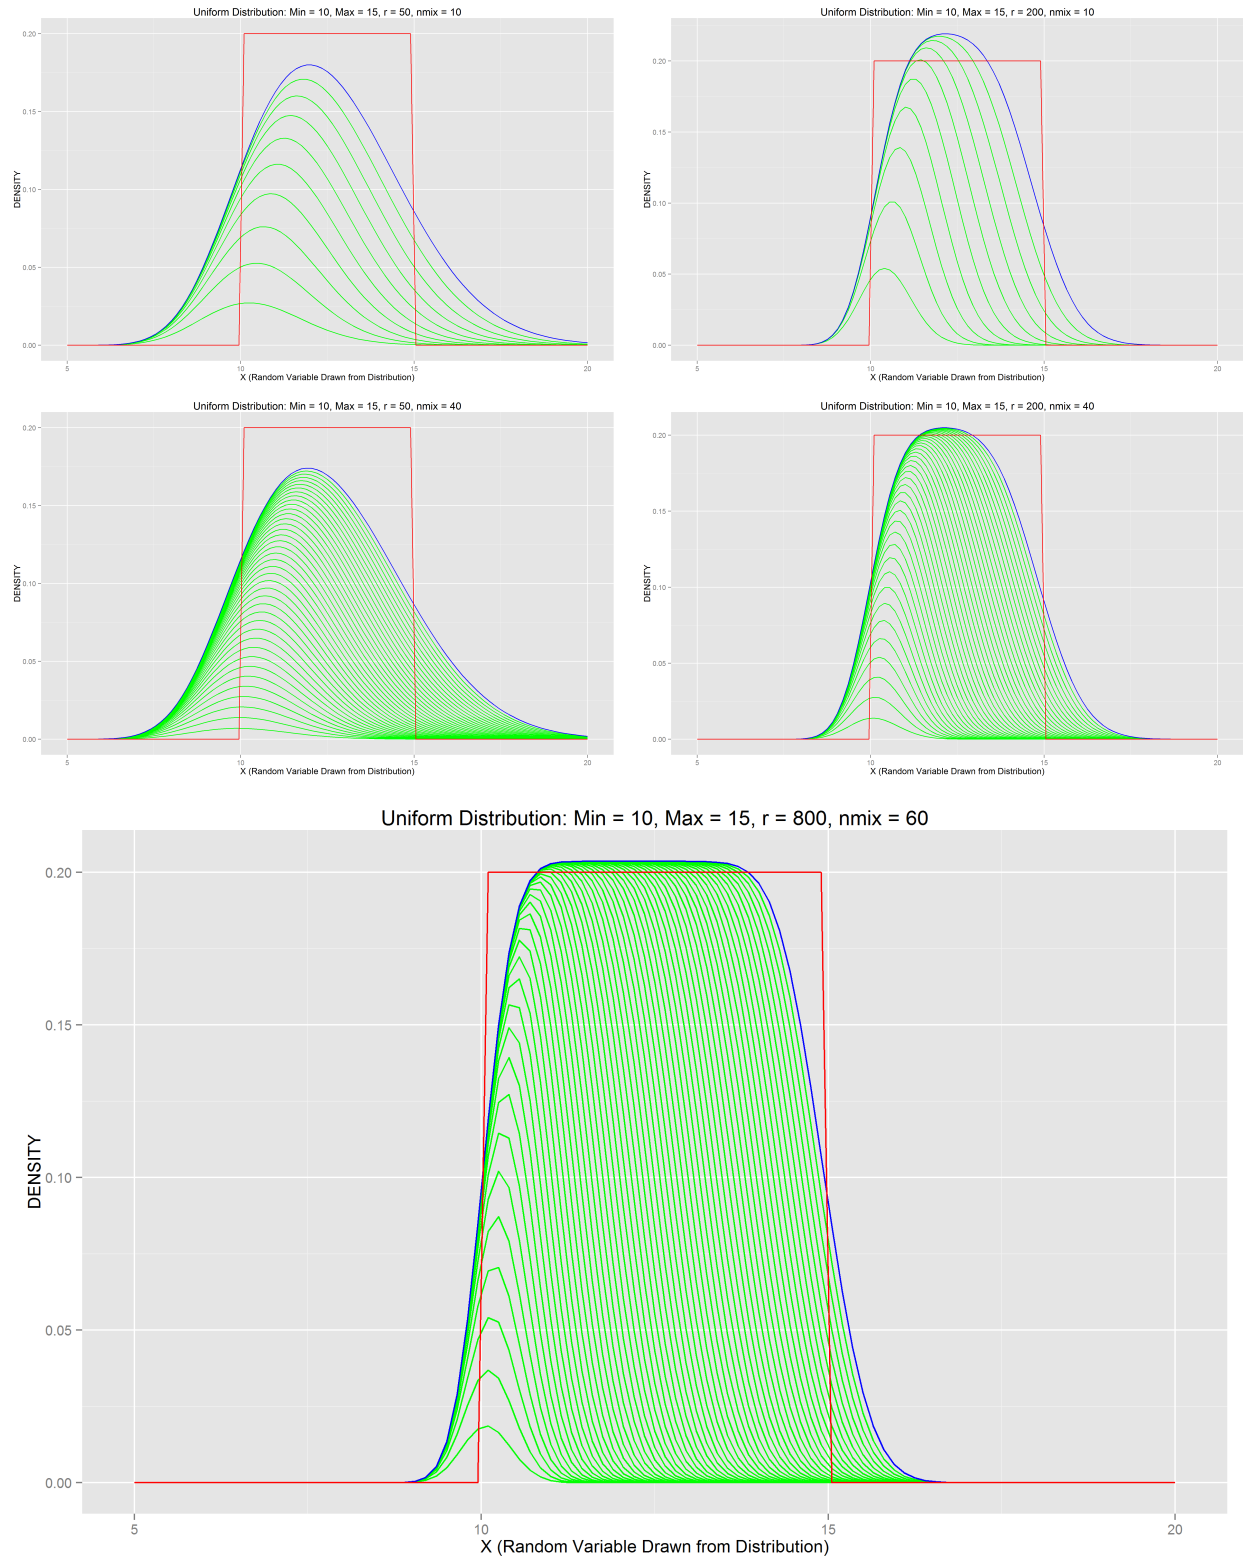 Uniform Distribution: Min = 10, Max = 15, r = 50, nmix = 10
0.20
0.15
0.10
0.05
0.00
DENSITY
5 10 15 20
X (Random Variable Drawn from Distribution)
Uniform Distribution: Min = 10, Max = 15, r = 200, nmix = 10
0.20
0.15
0.10
0.05
0.00
DENSITY
5 10 15 20
X (Random Variable Drawn from Distribution)
Uniform Distribution: Min = 10, Max = 15, r = 50, nmix = 40
0.20
0.15
0.10
0.05
0.00
DENSITY
5 10 15 20
X (Random Variable Drawn from Distribution)
Uniform Distribution: Min = 10, Max = 15, r = 200, nmix = 40
0.20
0.15
0.10
0.05
0.00
DENSITY
5 10 15 20
X (Random Variable Drawn from Distribution)
Uniform Distribution: Min = 10, Max = 15, r = 800, nmix = 60
0.20
0.15
0.10
0.05
0.00
DENSITY
5 10 15 20
X (Random Variable Drawn from Distribution)